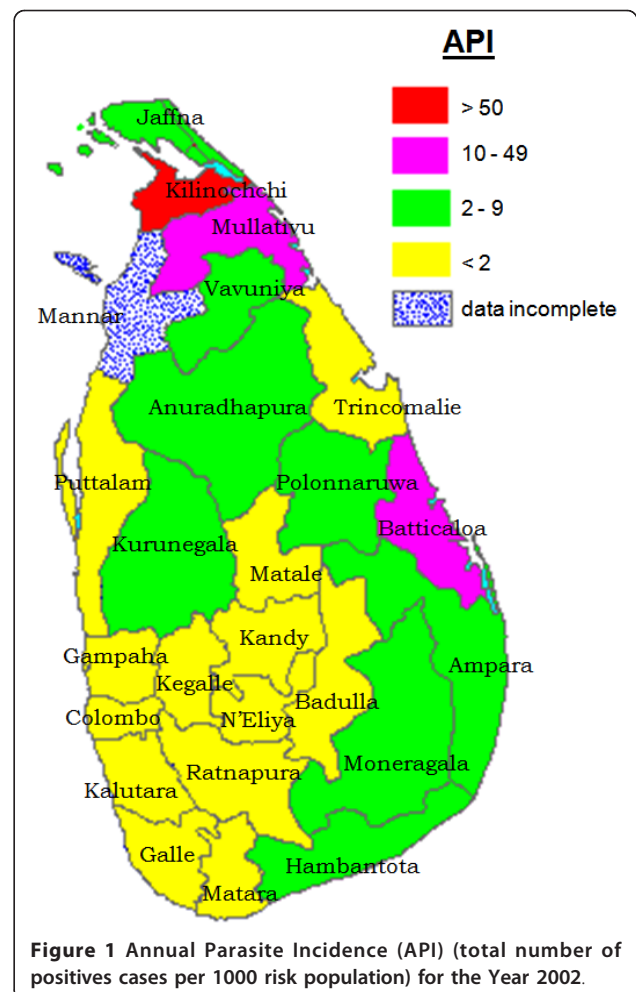 API
> 50
10 - 49
2 - 9
< 2
data incomplete
Jaffna
Kilinochchi
Mullativu
Vavuniya
Mannar
Anuradhapura
Trincomalie
Puttalam
Polonnaruwa
Batticaloa
Kurunegala
Matale
Kandy
Gampaha
Kegalle
Ampara
Badulla
Colombo
N'Eliya
Moneragala
Ratnapura
Kalutara
Galle
Hambantota
Matara
Figure 1 Annual Parasite Incidence (API) (total number of
positives cases per 1000 risk population) for the Year 2002.